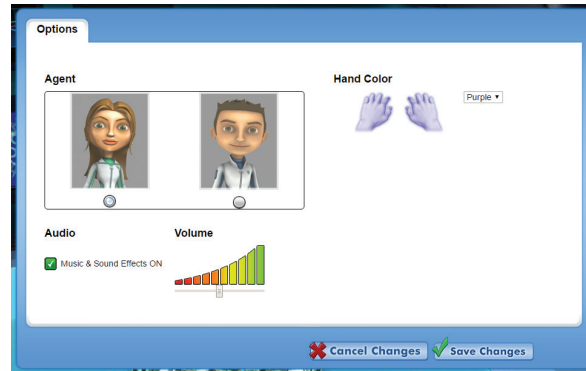 Options
Agent
Hand Color
Purple
Audio
Volume
Music & Sound Effects ON
Cancel Changes
Save Changes